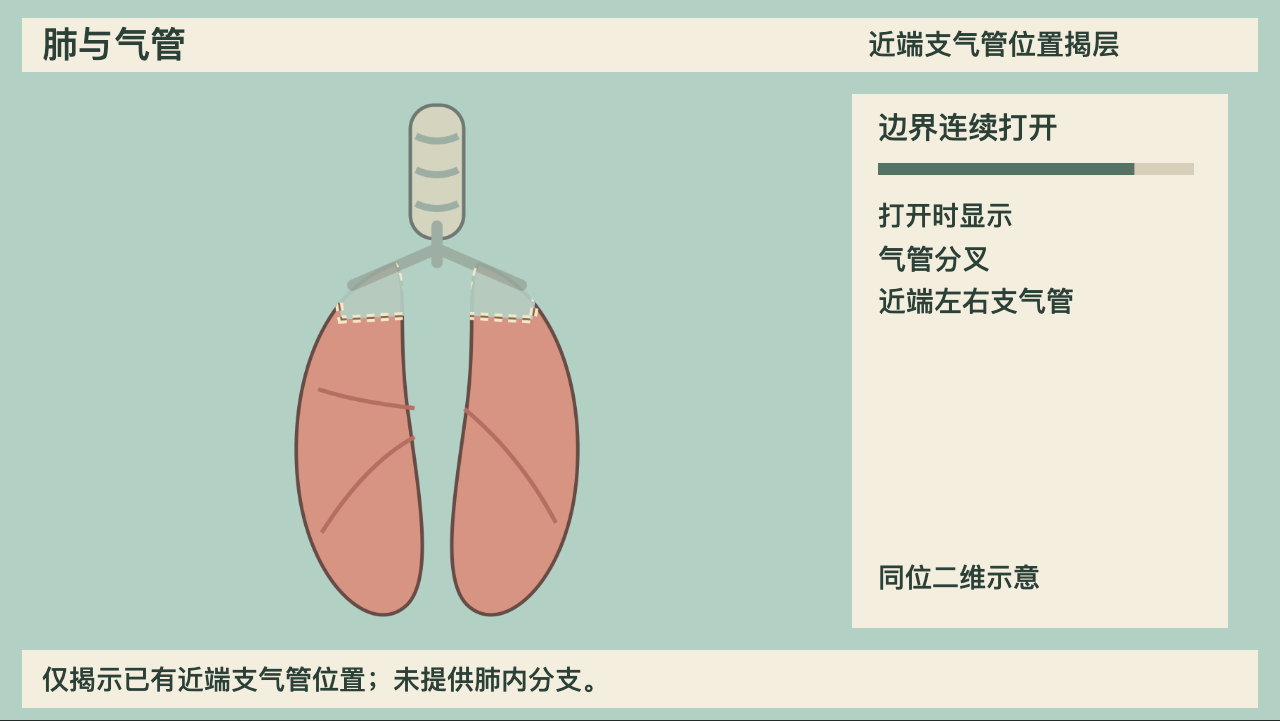 肺与气管
近端支气管位置揭层
边界连续打开
打开时显示
气管分叉
近端左右支气管
同位二维示意
仅揭示已有近端支气管位置；未提供肺内分支。